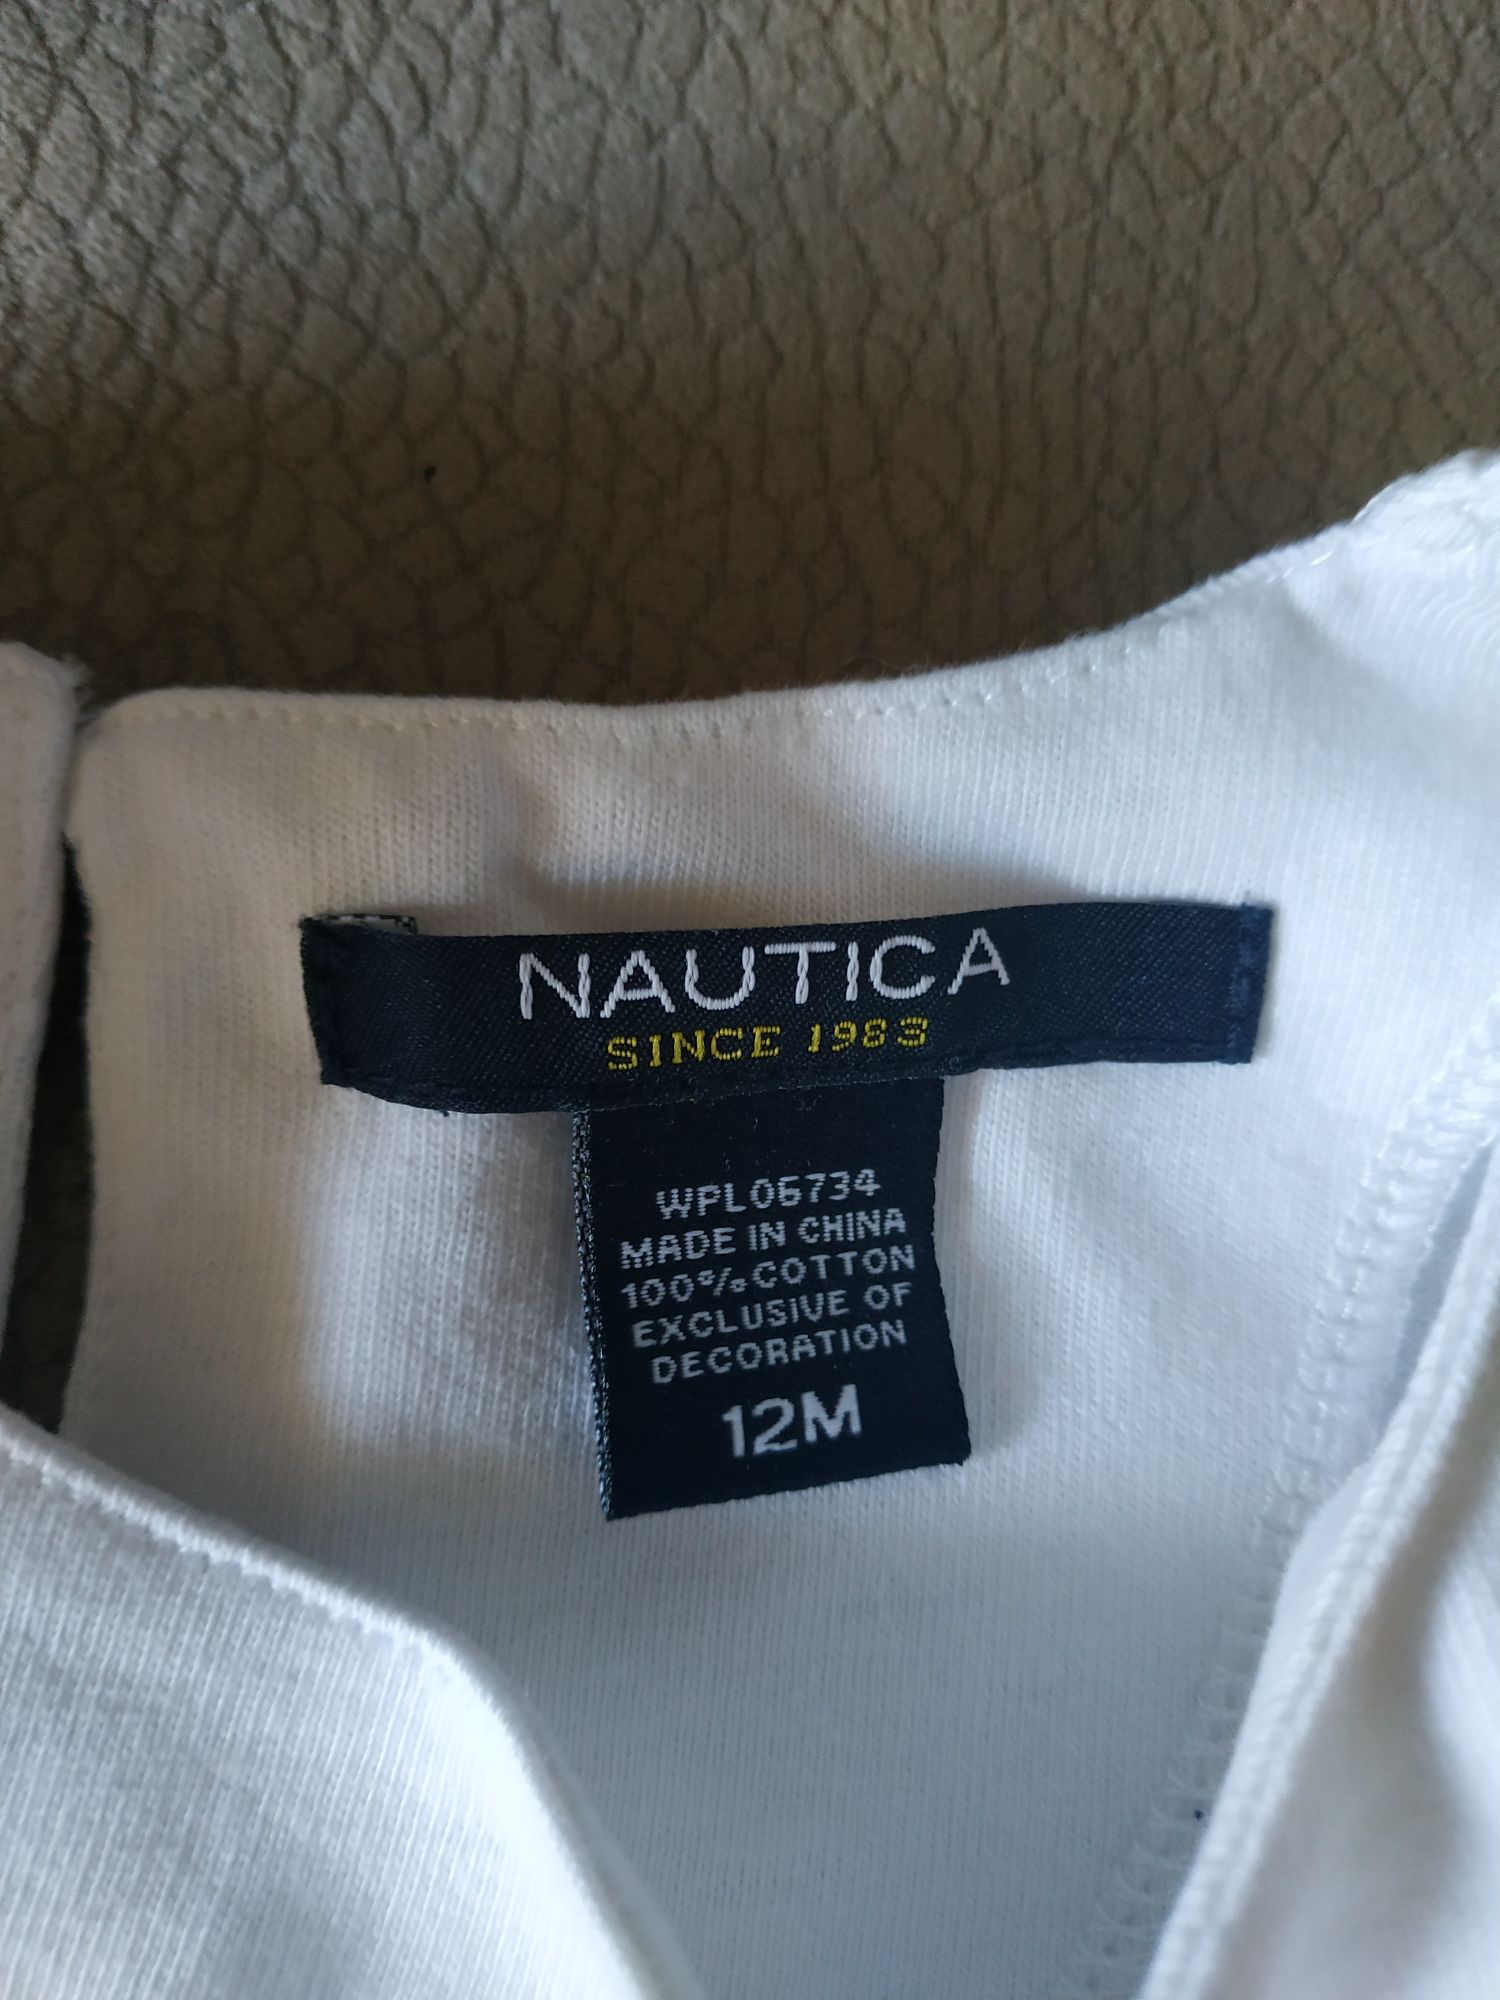 NAUTICA
SINCE 1983
WPL06734
MADE IN CHINA
100% COTTON
EXCLUSIVE OF
DECORATION
12M